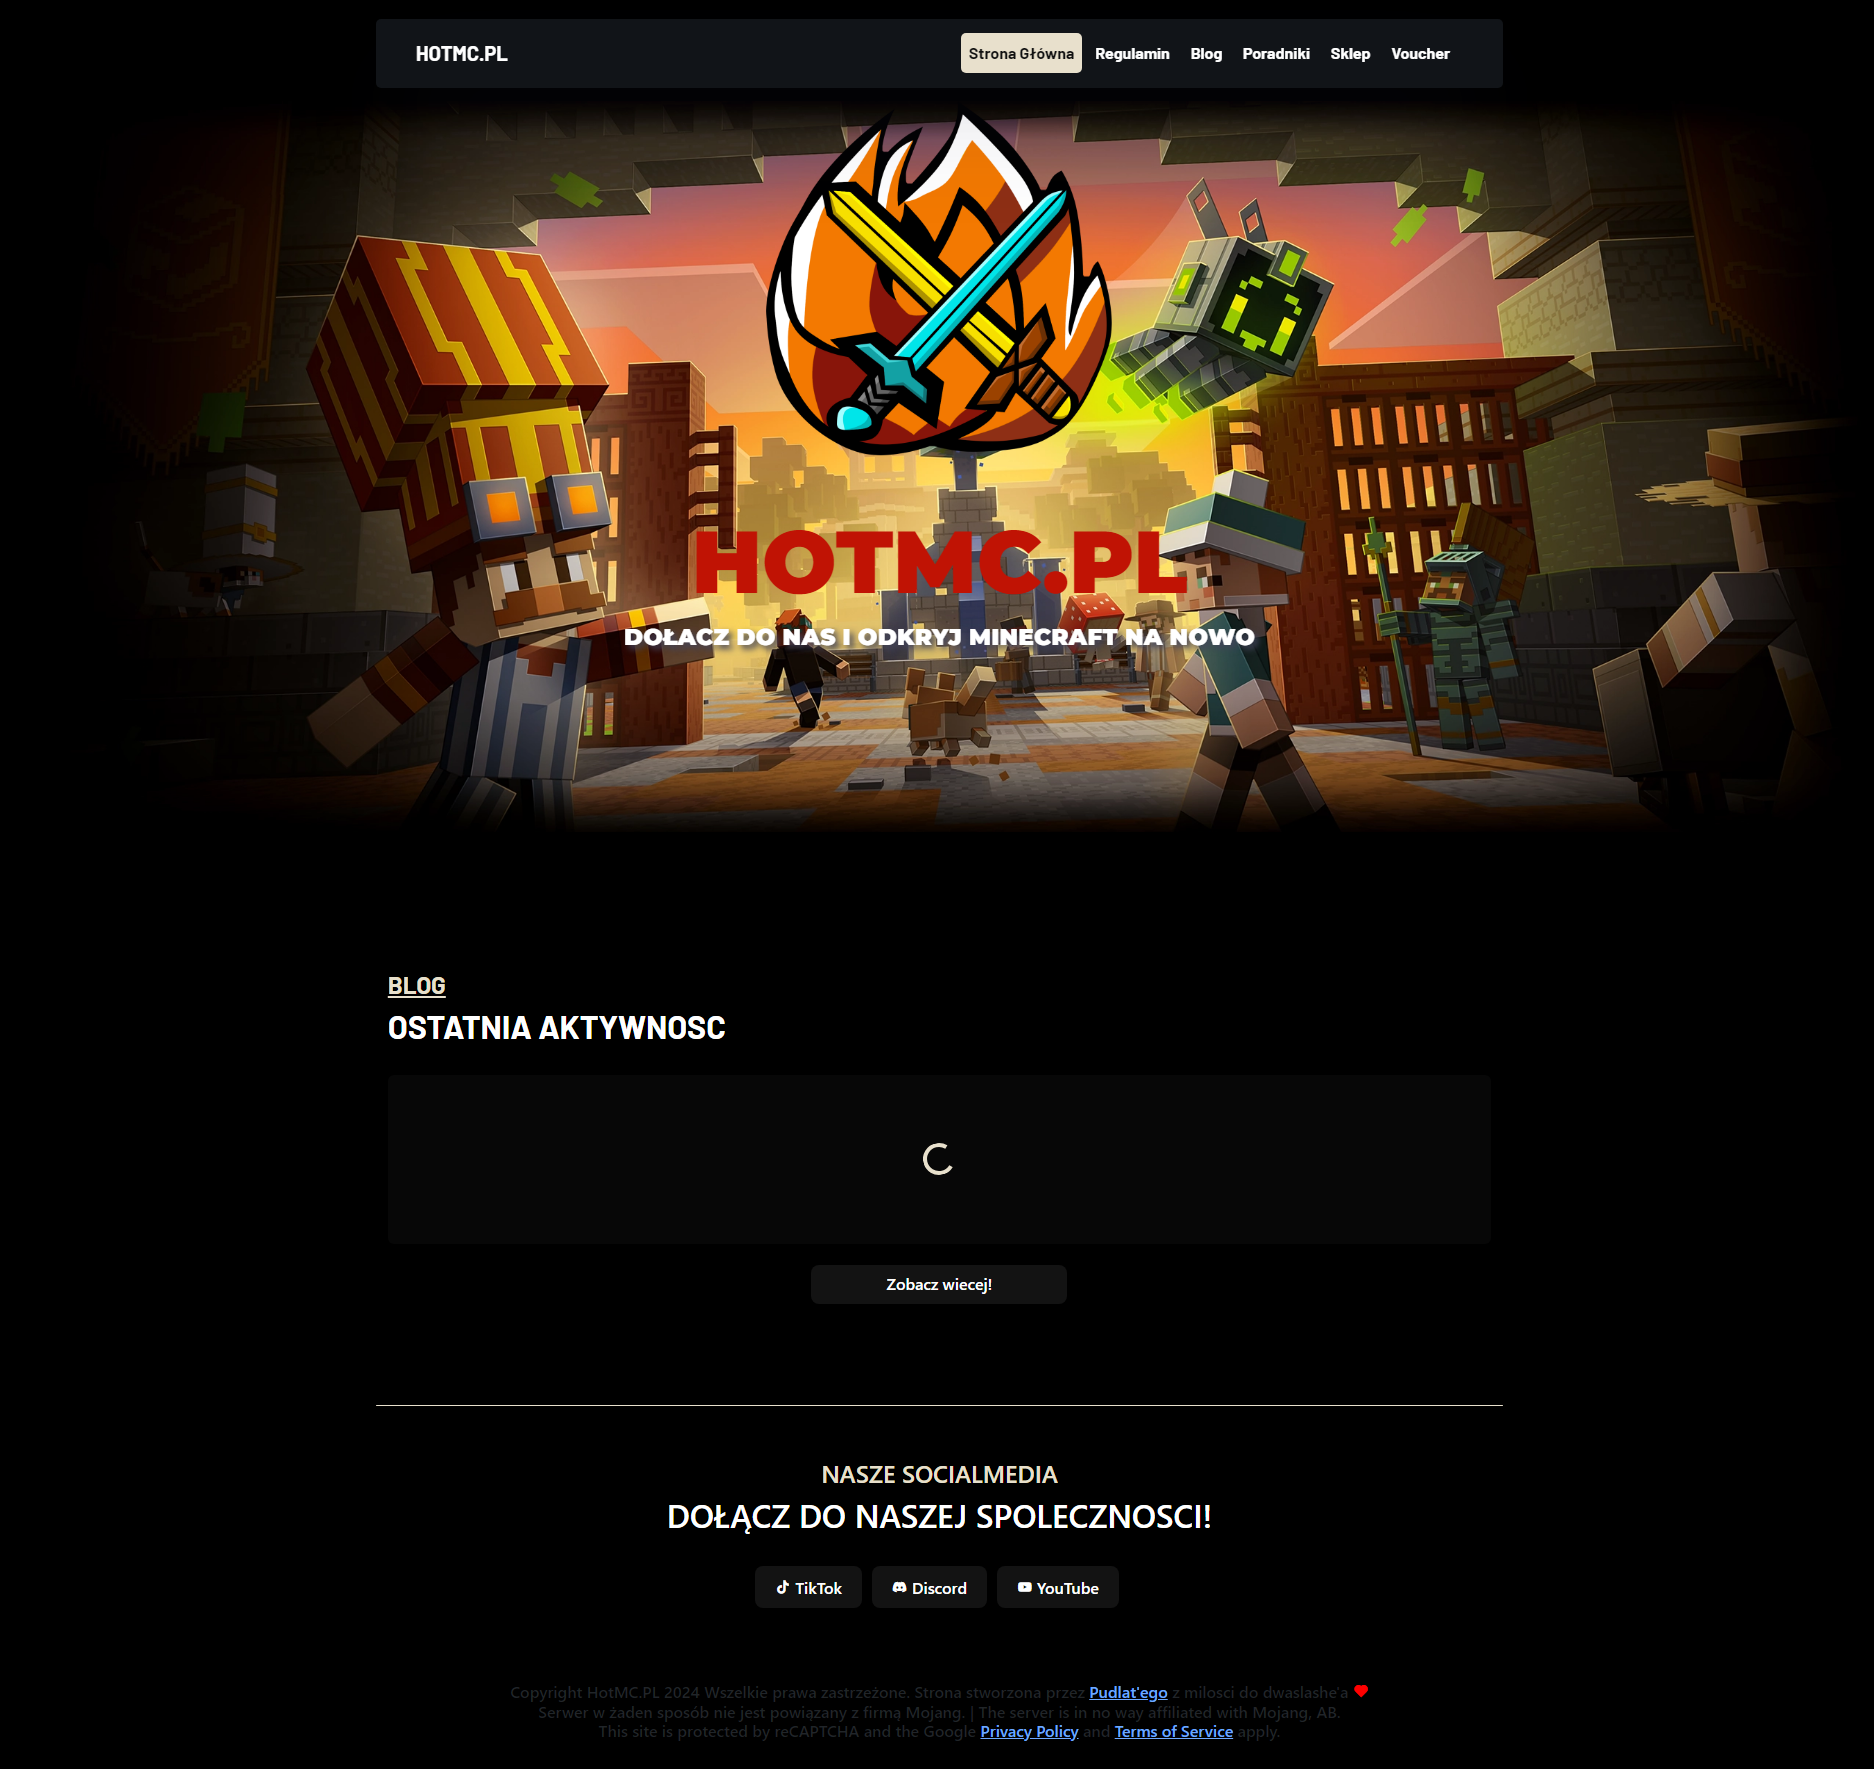 HOTMC.PL
Strona Główna Regulamin Blog Poradniki Sklep Voucher
HOTMC.PL
DOŁACZ DO NAS I ODKRYJ MINECRAFT NA NOWO
BLOG
OSTATNIA AKTYWNOSC
Zobacz wiecej!
NASZE SOCIALMEDIA
DOŁĄCZ DO NASZEJ SPOLECZNOSCI!
TikTok Discord YouTube
Copyright HotMC.PL 2024 Wszelkie prawa zastrzeżone. Strona stworzona przez Pudlat'ego z milosci do dwaslashe'a
Serwer w żaden sposób nie jest powiązany z firmą Mojang. | The server is in no way affiliated with Mojang, AB.
This site is protected by reCAPTCHA and the Google Privacy Policy and Terms of Service apply.